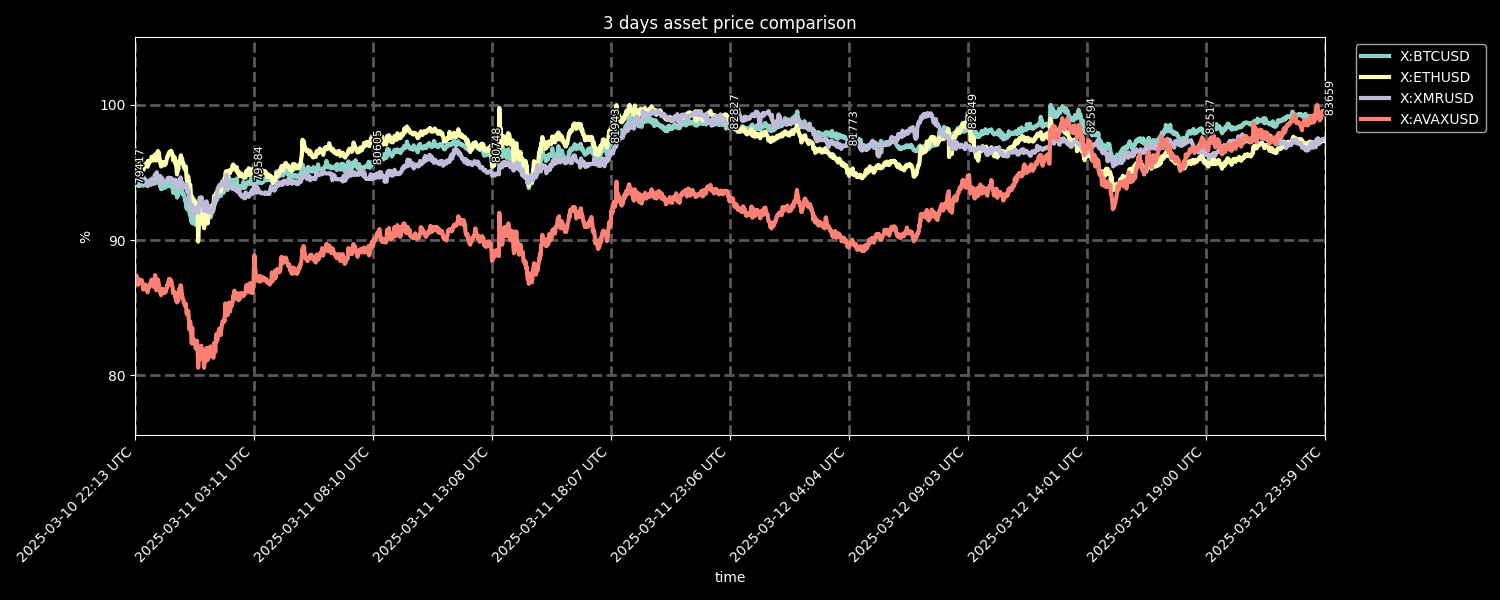 3 days asset price comparison
X:BTCUSD
X:ETHUSD
X:XMRUSD
X:AVAXUSD
100
90
80
%
79584
80605
80748
82827
81773
82849
82594
82517
83659
2025-03-10 22:13 UTC
2025-03-11 03:11 UTC
2025-03-11 08:10 UTC
2025-03-11 13:08 UTC
2025-03-11 18:07 UTC
2025-03-11 23:06 UTC
2025-03-12 04:04 UTC
2025-03-12 09:03 UTC
2025-03-12 14:01 UTC
2025-03-12 19:00 UTC
2025-03-12 23:59 UTC
time